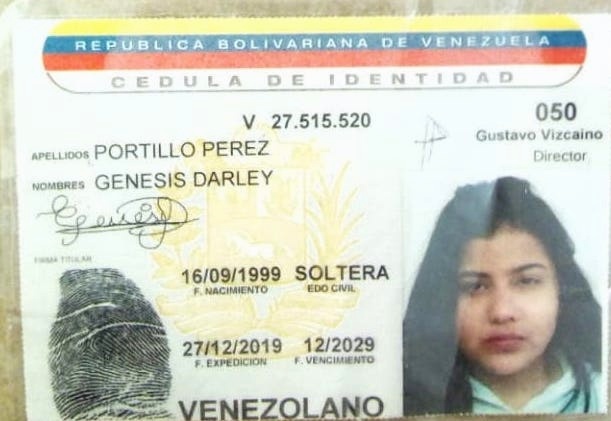 REPUBLICA BOLIVARIANA DE VENEZUELA
CEDULA DE IDENTIDAD
V 27.515.520
050
Gustavo Vizcaino
Director
APELLIDOS PORTILLO PEREZ
NOMBRES GENESIS DARLEY
Genesis
FIRMA TITULAR
16/09/1999 SOLTERA
F. NACIMIENTO EDO CIVIL
27/12/2019 12/2029
F. EXPEDICION F. VENCIMIENTO
VENEZOLANO